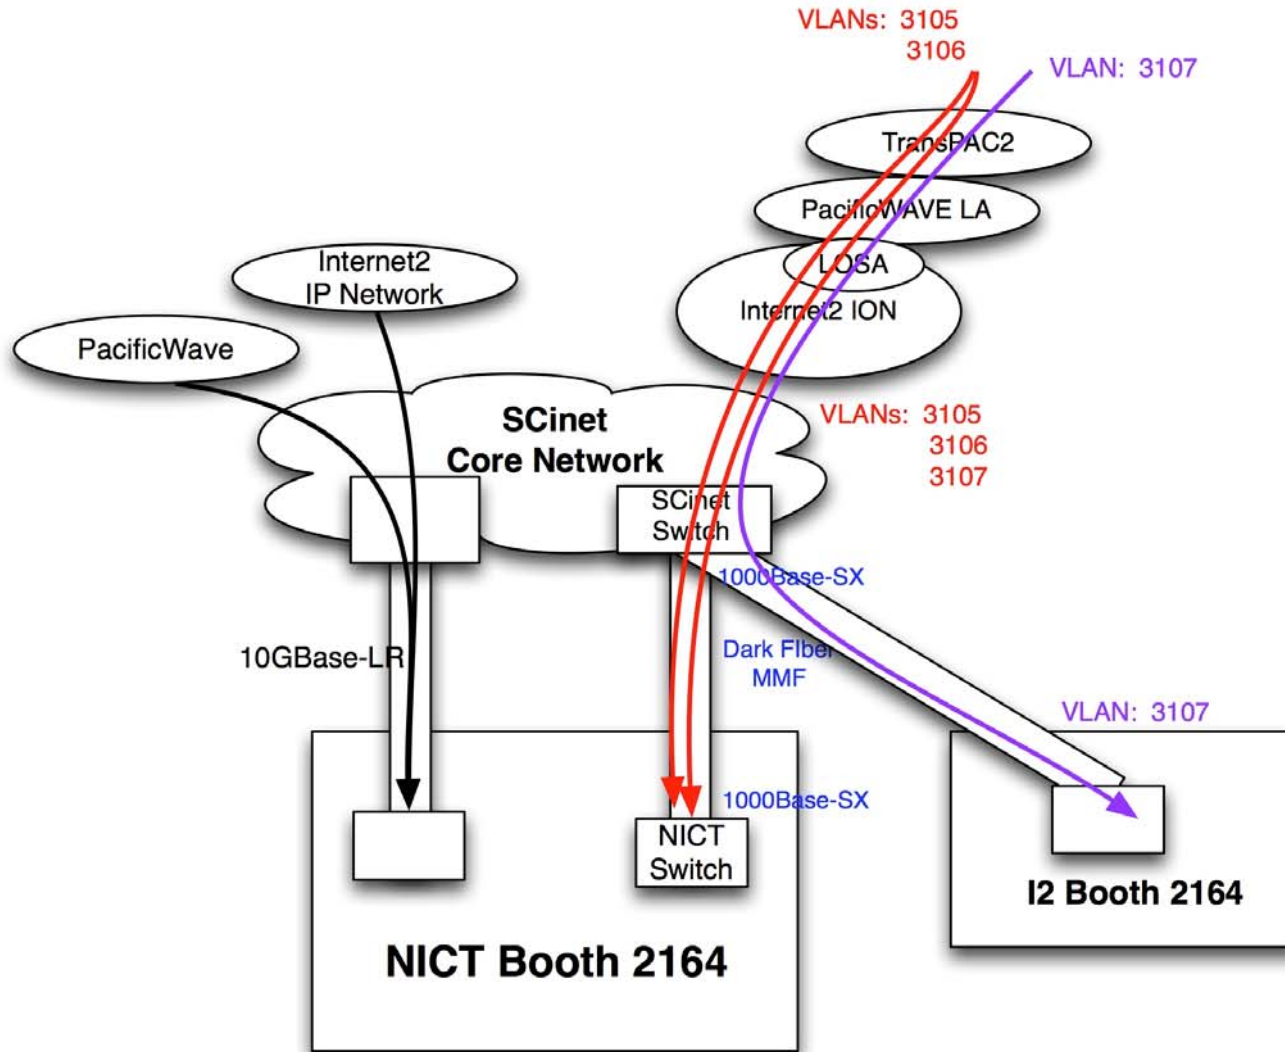 VLANs: 3105
3106
VLAN: 3107
TransPAC2
PacificWAVE LA
LOSA
Internet2 ION
Internet2
IP Network
PacificWave
SCinet
Core Network
VLANs: 3105
3106
3107
SCinet
Switch
1000Base-SX
10GBase-LR
Dark FIber
MMF
VLAN: 3107
1000Base-SX
NICT
Switch
I2 Booth 2164
NICT Booth 2164